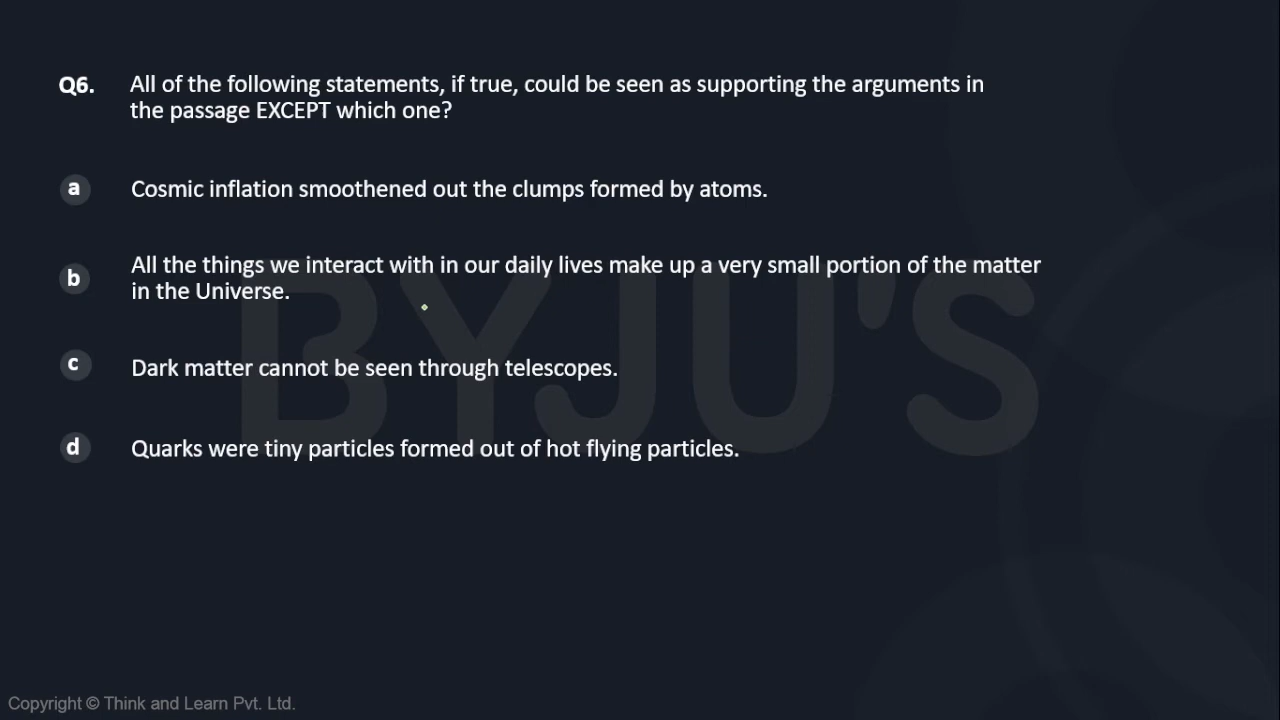 Q6. All of the following statements, if true, could be seen as supporting the arguments in
the passage EXCEPT which one?
a Cosmic inflation smoothened out the clumps formed by atoms.
b All the things we interact with in our daily lives make up a very small portion of the matter
in the Universe.
BYJU'S
c Dark matter cannot be seen through telescopes.
d Quarks were tiny particles formed out of hot flying particles.
Copyright © Think and Learn Pvt. Ltd.